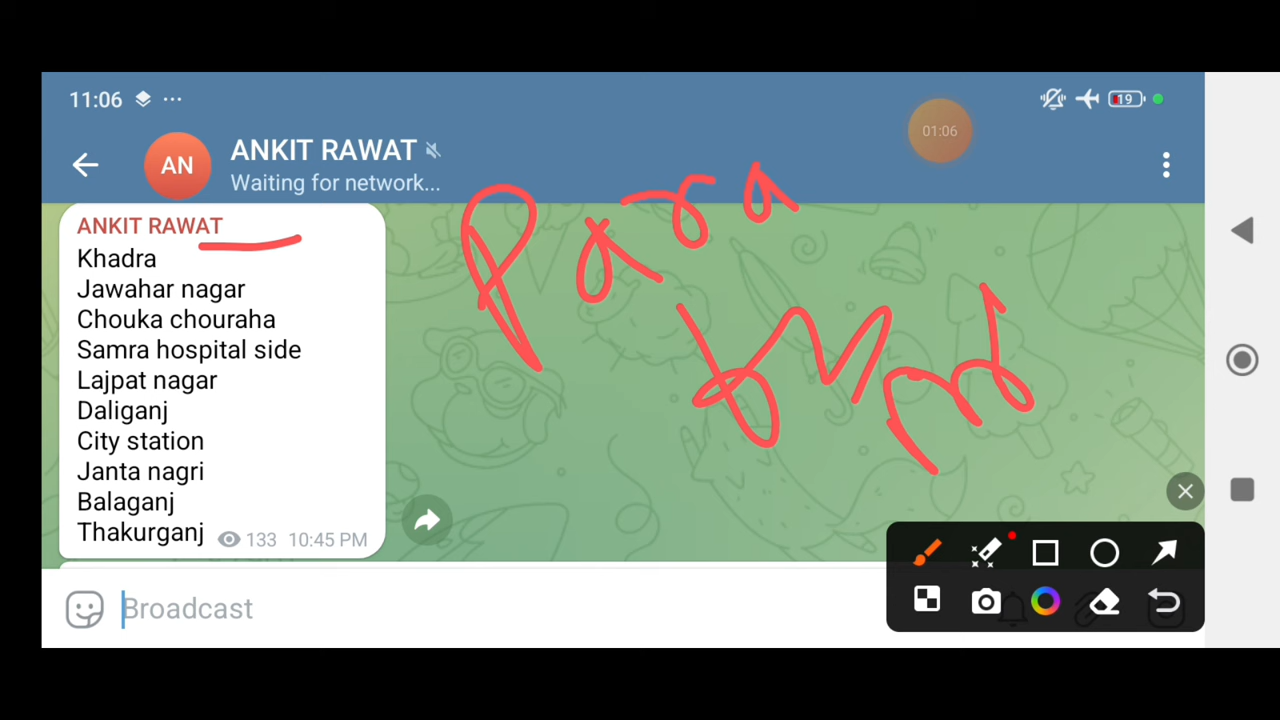 11:06 ...
19
01:06
AN
ANKIT RAWAT
Waiting for network...
ANKIT RAWAT
Khadra
Jawahar nagar
Chouka chouraha
Samra hospital side
Lajpat nagar
Daliganj
City station
Janta nagri
Balaganj
Thakurganj 133 10:45 PM
Broadcast